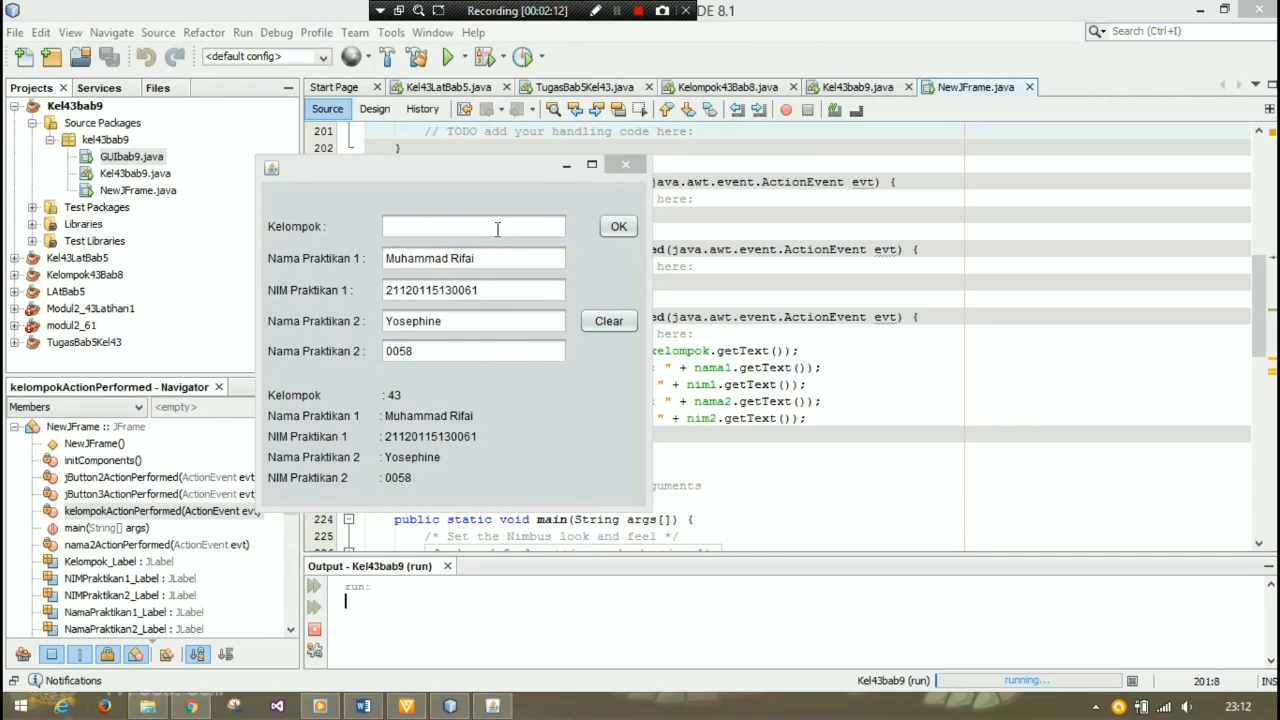 Recording [00:02:12]
DE 8.1
File Edit View Navigate Source Refactor Run Debug Profile Team Tools Window Help
Search (Ctrl+I)
<default config>
Projects Services Files
Start Page Kel43LatBab5.java TugasBab5Kel43.java Kelompok43Bab8.java Kel43bab9.java NewJFrame.java
Source Design History
Kel43bab9
Source Packages
kel43bab9
GUIbab9.java
Kel43bab9.java
NewJFrame.java
Test Packages
Libraries
Test Libraries
Kel43LatBab5
Kelompok43Bab8
LAtBab5
Modul2_43Latihan1
modul2_61
TugasBab5Kel43
201 // TODO add your handling code here:
202 }
java.awt.event.ActionEvent evt) {
here:
ed(java.awt.event.ActionEvent evt) {
here:
ed(java.awt.event.ActionEvent evt) {
here:
kelompok.getText());
: " + nama1.getText());
" + nim1.getText());
: " + nama2.getText());
" + nim2.getText());
guments
224 public static void main(String args[]) {
225 /* Set the Nimbus look and feel */
Kelompok : OK
Nama Praktikan 1 : Muhammad Rifai
NIM Praktikan 1 : 21120115130061
Nama Praktikan 2 : Yosephine Clear
Nama Praktikan 2 : 0058
Kelompok : 43
Nama Praktikan 1 : Muhammad Rifai
NIM Praktikan 1 : 21120115130061
Nama Praktikan 2 : Yosephine
NIM Praktikan 2 : 0058
kelompokActionPerformed - Navigator
Members <empty>
NewJFrame :: JFrame
NewJFrame()
initComponents()
jButton2ActionPerformed(ActionEvent evt
jButton3ActionPerformed(ActionEvent evt
kelompokActionPerformed(ActionEvent ev
main(String[] args)
nama2ActionPerformed(ActionEvent evt)
Kelompok_Label : JLabel
NIMPraktikan1_Label : JLabel
NIMPraktikan2_Label : JLabel
NamaPraktikan1_Label : JLabel
NamaPraktikan2_Label : JLabel
Output - Kel43bab9 (run)
run:
Notifications
Kel43bab9 (run) running... 201:8 INS
23:12